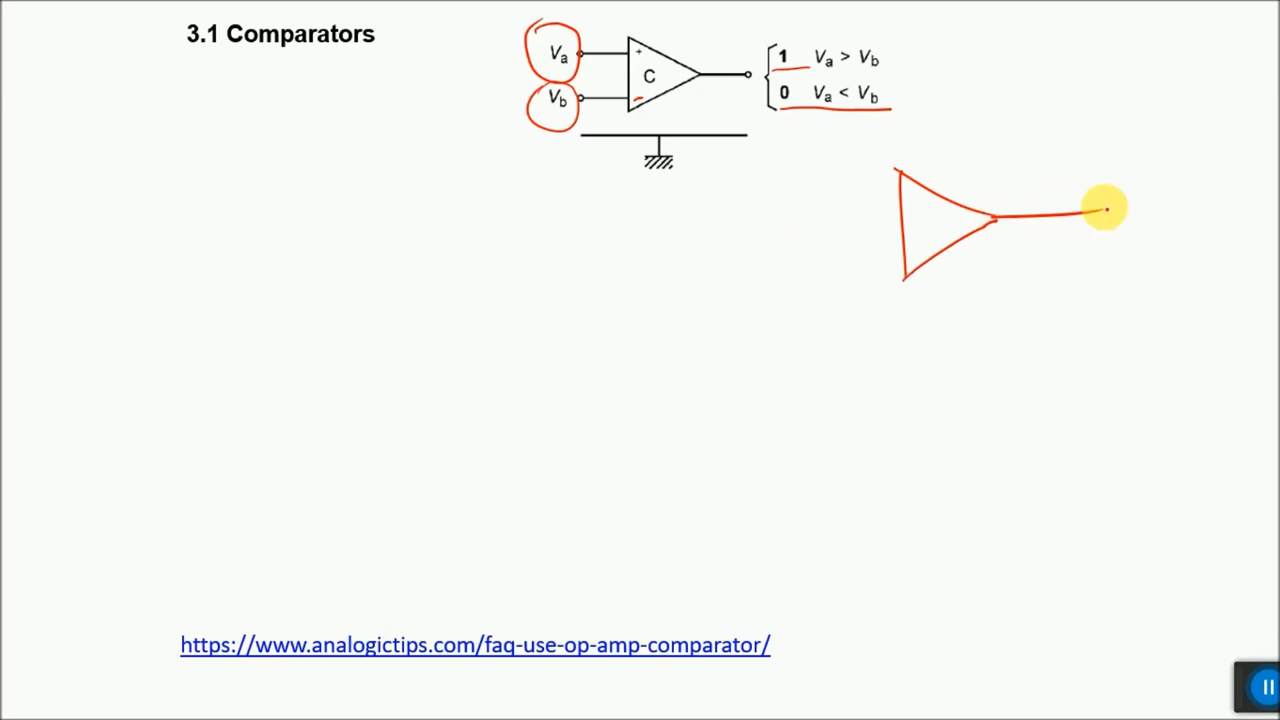 3.1 Comparators
Va
+
1 Va > Vb
C
Vb
-
0 Va < Vb
https://www.analogictips.com/faq-use-op-amp-comparator/